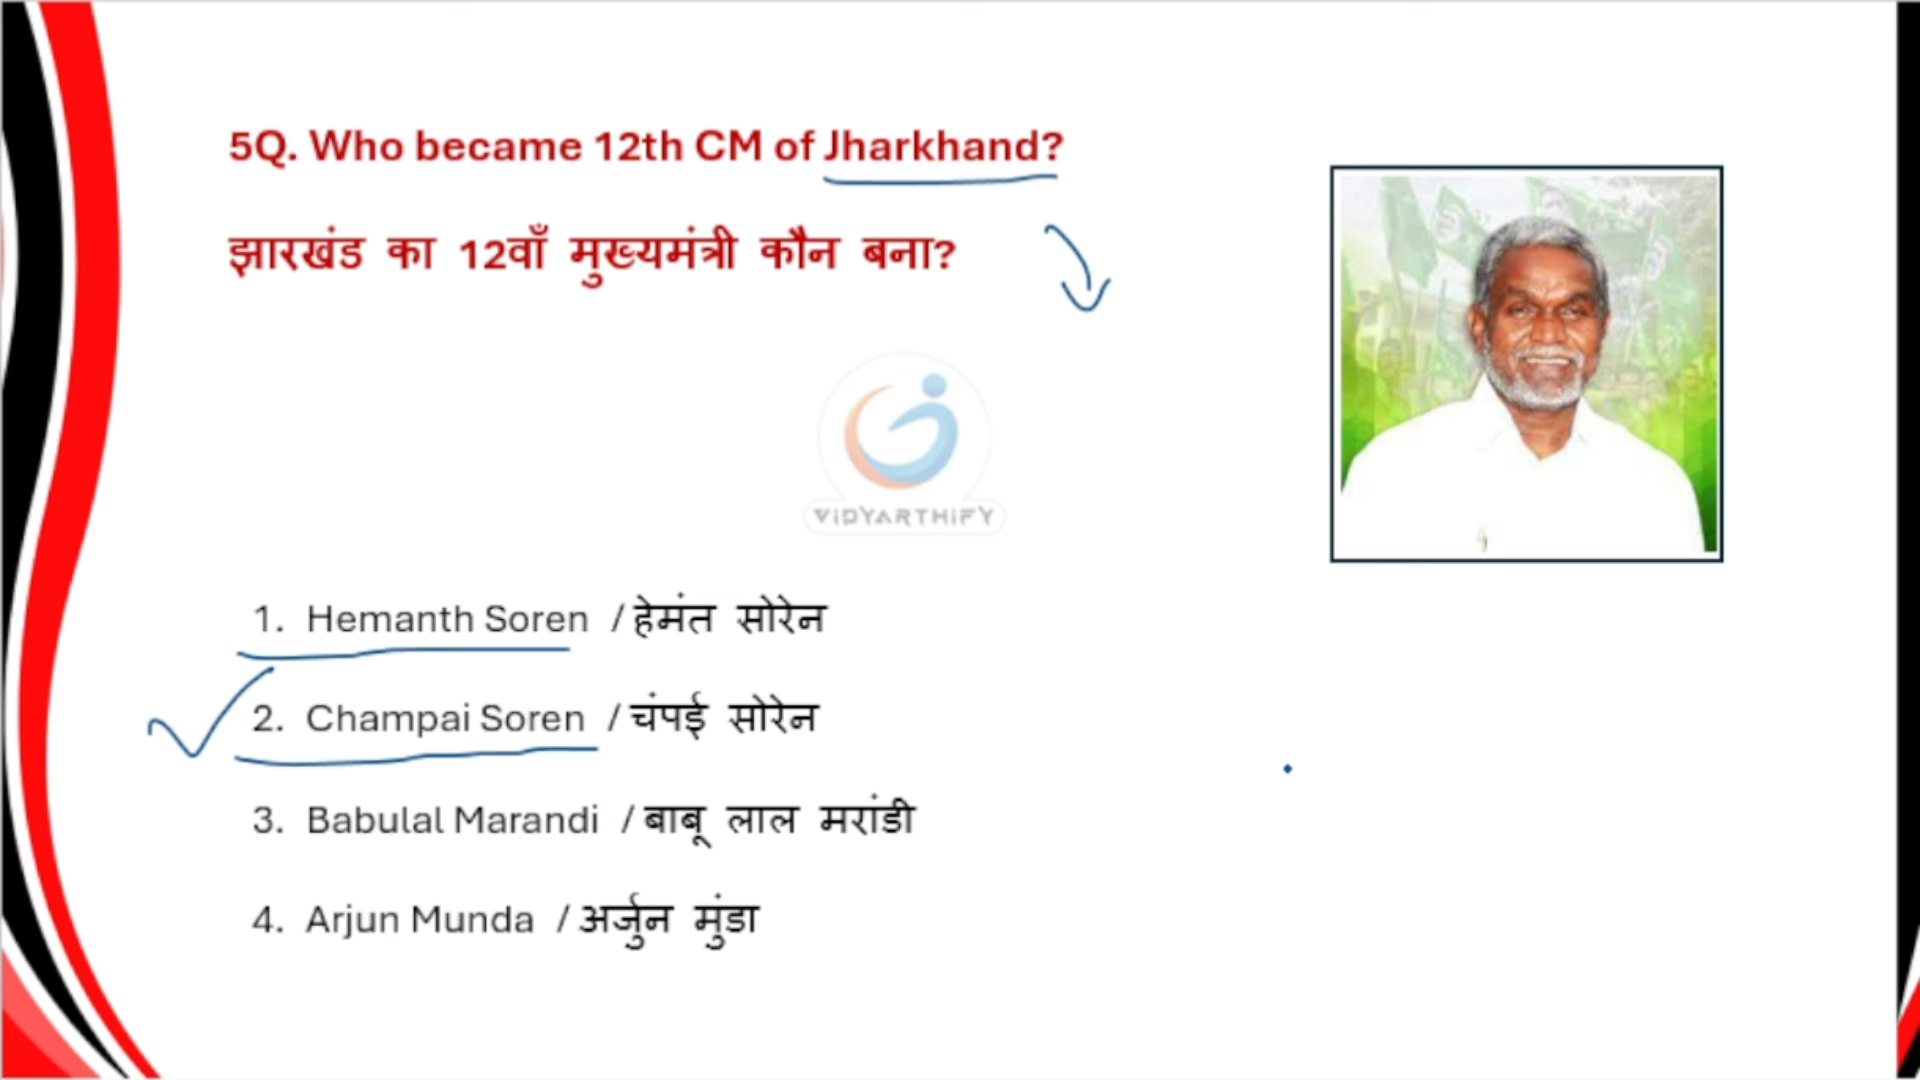 5Q. Who became 12th CM of Jharkhand?
झारखंड का 12वाँ मुख्यमंत्री कौन बना?
ViDYARTHiFY
1. Hemanth Soren / हेमंत सोरेन
2. Champai Soren / चंपई सोरेन
3. Babulal Marandi / बाबू लाल मरांडी
4. Arjun Munda / अर्जुन मुंडा